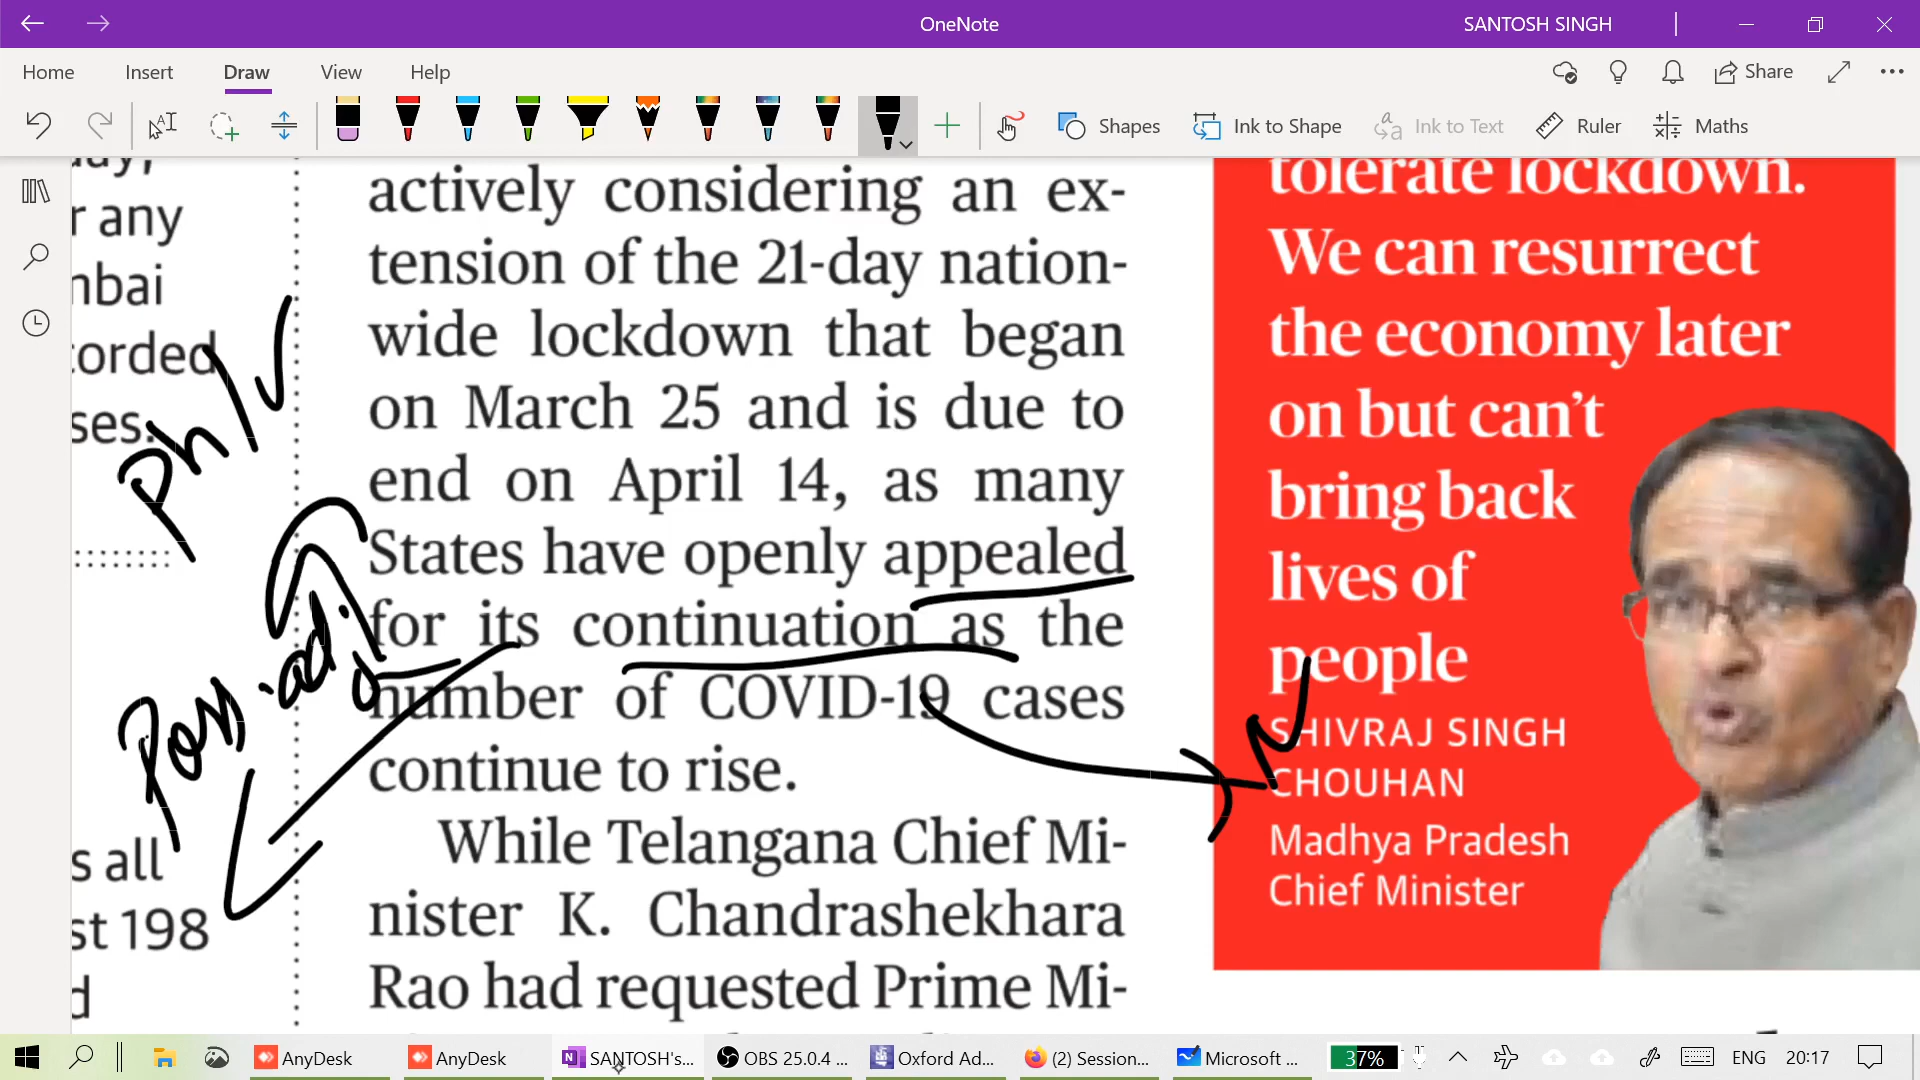 OneNote
SANTOSH SINGH
Home Insert Draw View Help
Share
Shapes
Ink to Shape
Ink to Text
Ruler
Maths
r any
nbai
corded
ses.
s all
st 198
d
actively considering an ex-
tension of the 21-day nation-
wide lockdown that began
on March 25 and is due to
end on April 14, as many
States have openly appealed
for its continuation as the
number of COVID-19 cases
continue to rise.
While Telangana Chief Mi-
nister K. Chandrashekhara
Rao had requested Prime Mi-
tolerate lockdown.
We can resurrect
the economy later
on but can't
bring back
lives of
people
SHIVRAJ SINGH
CHOUHAN
Madhya Pradesh
Chief Minister
Ph/v
Poss. adj.
N
AnyDesk
AnyDesk
SANTOSH's...
OBS 25.0.4 ...
Oxford Ad...
(2) Session...
Microsoft ...
37%
ENG
20:17